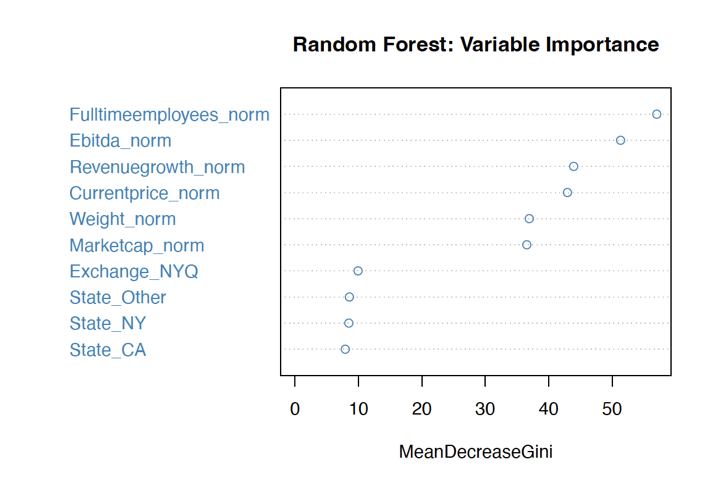 Random Forest: Variable Importance
Fulltimeemployees_norm
Ebitda_norm
Revenuegrowth_norm
Currentprice_norm
Weight_norm
Marketcap_norm
Exchange_NYQ
State_Other
State_NY
State_CA
0 10 20 30 40 50
MeanDecreaseGini